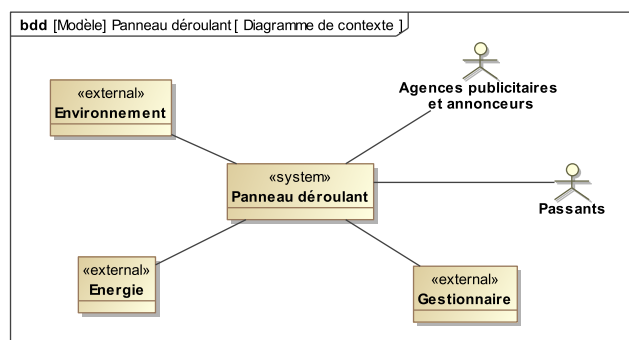 bdd [Modèle] Panneau déroulant [ Diagramme de contexte ]
«external»
Environnement
Agences publicitaires
et annonceurs
«system»
Panneau déroulant
Passants
«external»
Energie
«external»
Gestionnaire